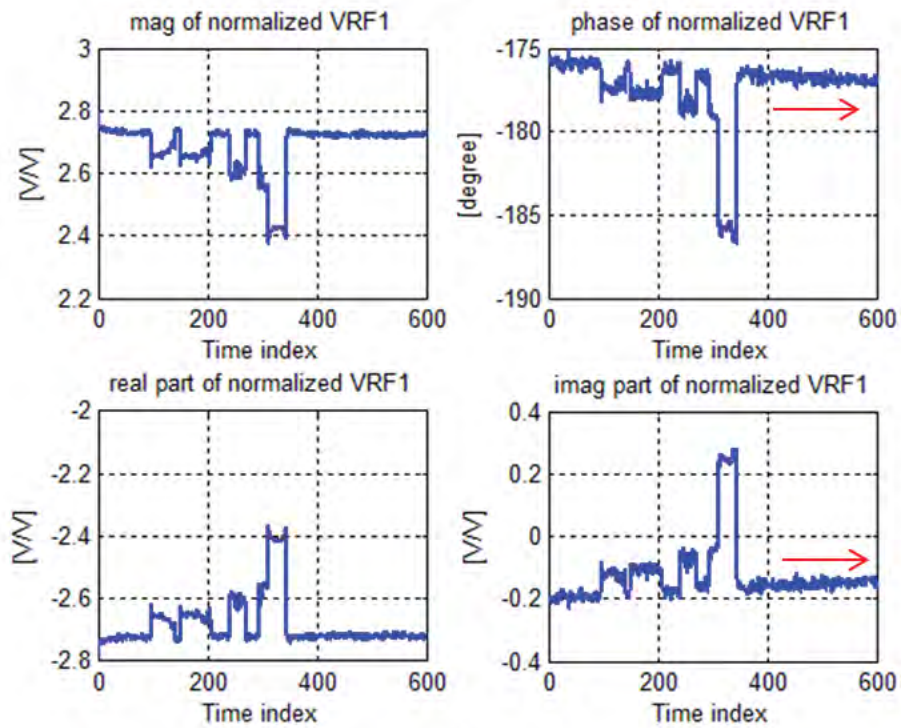 mag of normalized VRF1
3
2.8
2.6
2.4
2.2
[V/V]
0
200
400
600
Time index
phase of normalized VRF1
-175
-180
-185
-190
[degree]
0
200
400
600
Time index
real part of normalized VRF1
-2
-2.2
-2.4
-2.6
-2.8
[V/V]
0
200
400
600
Time index
imag part of normalized VRF1
0.4
0.2
0
-0.2
-0.4
[V/V]
0
200
400
600
Time index